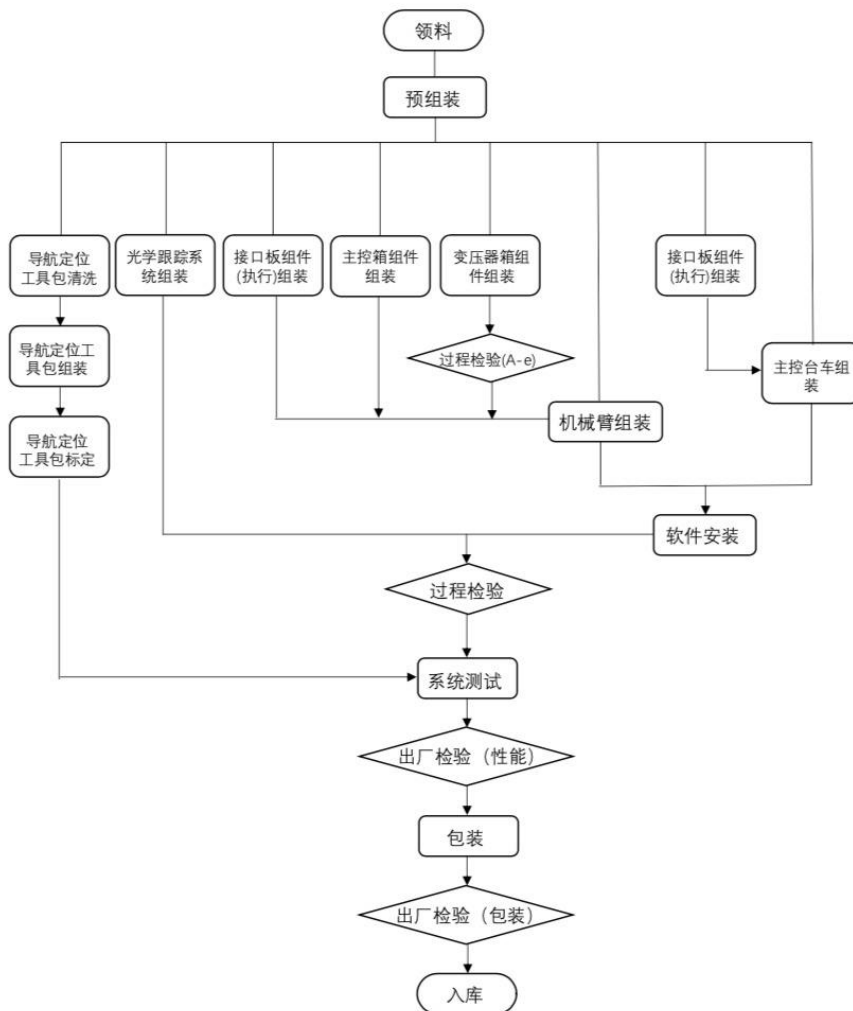 领料
预组装
导航定位
工具包清洗
光学跟踪系
统组装
接口板组件
(执行)组装
主控箱组件
组装
变压器箱组
件组装
接口板组件
(执行)组装
导航定位工
具包组装
过程检验(A-e)
主控台车组
装
导航定位
工具包标定
机械臂组装
软件安装
过程检验
系统测试
出厂检验（性能）
包装
出厂检验（包装）
入库